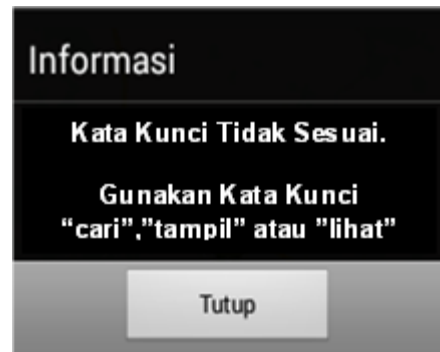 Informasi
Kata Kunci Tidak Sesuai.
Gunakan Kata Kunci
“cari”,”tampil” atau ”lihat”
Tutup